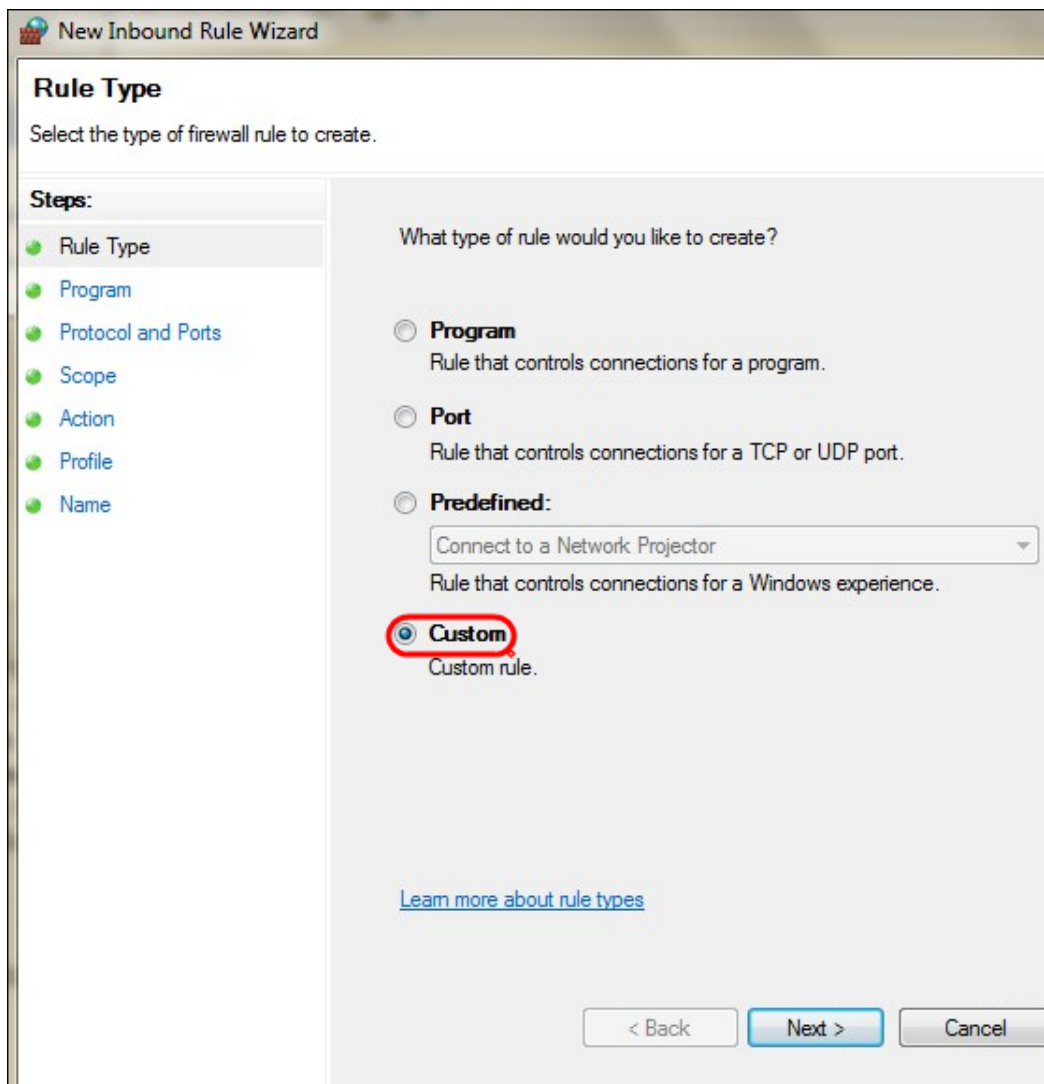 New Inbound Rule Wizard
Rule Type
Select the type of firewall rule to create.
Steps:
Rule Type
Program
Protocol and Ports
Scope
Action
Profile
Name
What type of rule would you like to create?
Program
Rule that controls connections for a program.
Port
Rule that controls connections for a TCP or UDP port.
Predefined:
Connect to a Network Projector
Rule that controls connections for a Windows experience.
Custom
Custom rule.
Learn more about rule types
< Back Next > Cancel